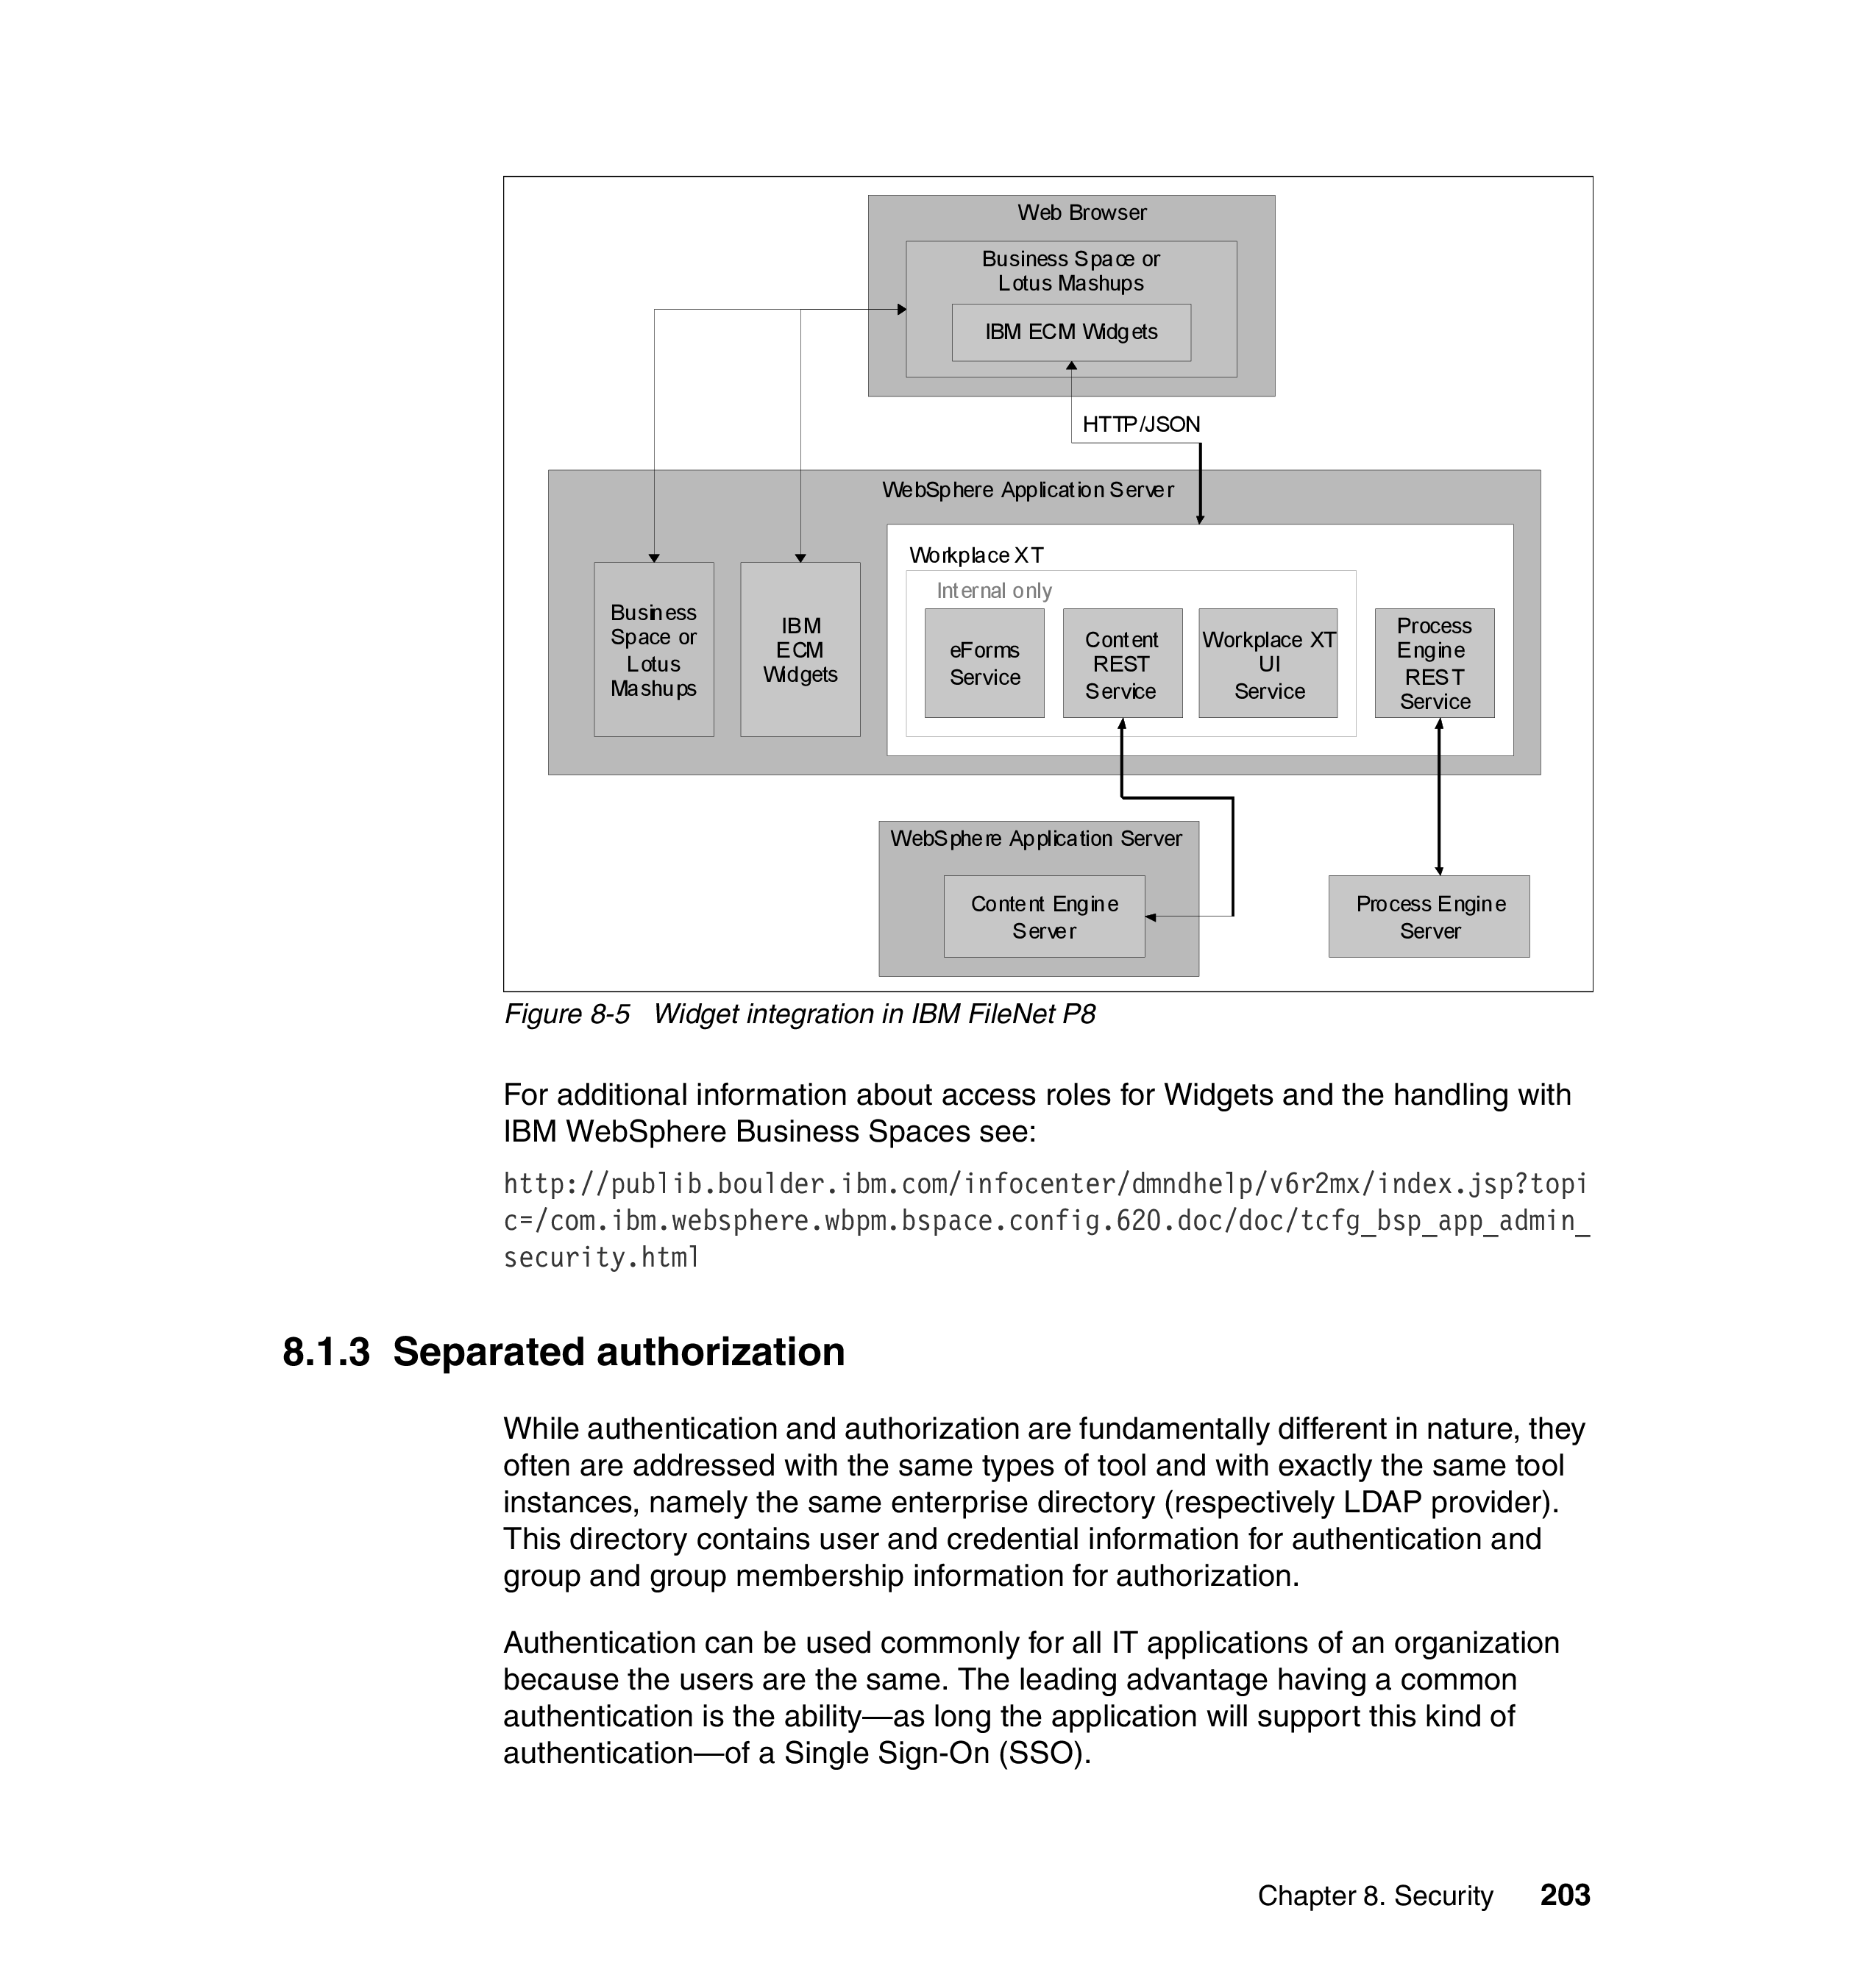 Web Browser
Business Space or
Lotus Mashups
IBM ECM Widgets
HTTP/JSON
WebSphere Application Server
Workplace XT
Internal only
Business
Space or
Lotus
Mashups
IBM
ECM
Widgets
eForms
Service
Content
REST
Service
Workplace XT
UI
Service
Process
Engine
REST
Service
WebSphere Application Server
Content Engine
Server
Process Engine
Server
Figure 8-5 Widget integration in IBM FileNet P8
For additional information about access roles for Widgets and the handling with
IBM WebSphere Business Spaces see:
http://publib.boulder.ibm.com/infocenter/dmndhelp/v6r2mx/index.jsp?topi
c=/com.ibm.websphere.wbpm.bspace.config.620.doc/doc/tcfg_bsp_app_admin_
security.html
8.1.3 Separated authorization
While authentication and authorization are fundamentally different in nature, they
often are addressed with the same types of tool and with exactly the same tool
instances, namely the same enterprise directory (respectively LDAP provider).
This directory contains user and credential information for authentication and
group and group membership information for authorization.
Authentication can be used commonly for all IT applications of an organization
because the users are the same. The leading advantage having a common
authentication is the ability—as long the application will support this kind of
authentication—of a Single Sign-On (SSO).
Chapter 8. Security 203